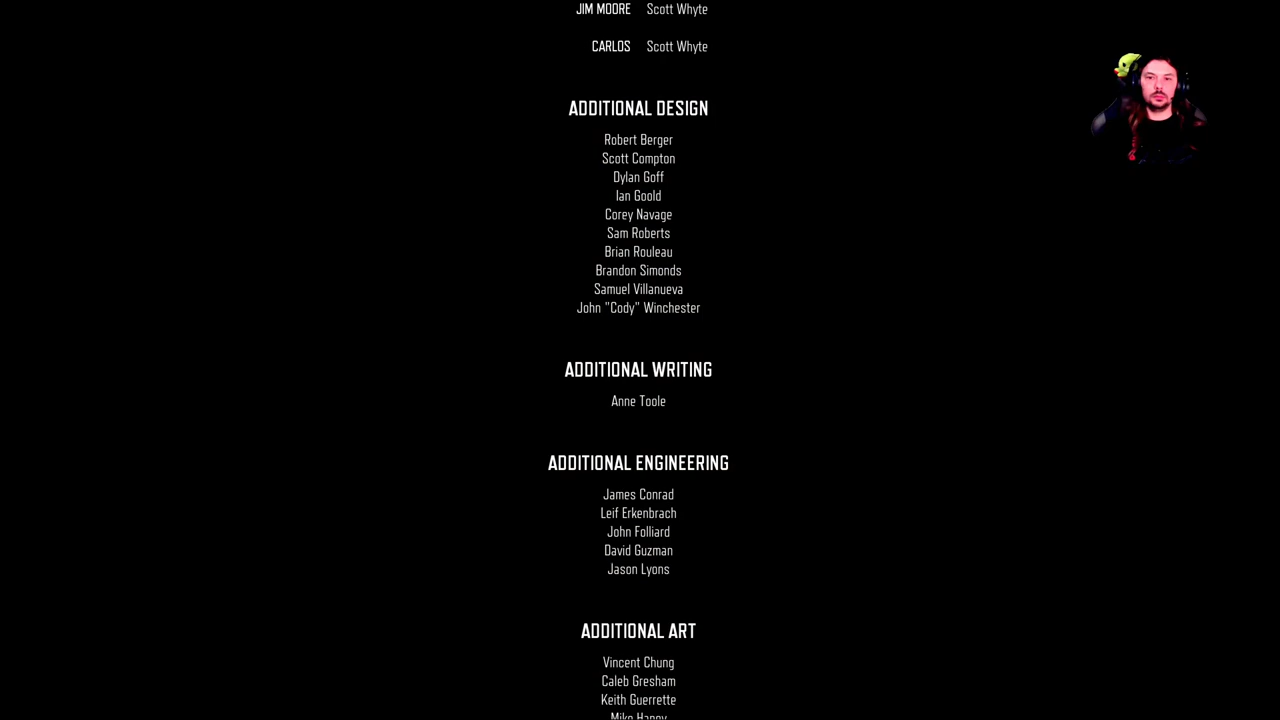 JIM MOORE Scott Whyte
CARLOS Scott Whyte
ADDITIONAL DESIGN
Robert Berger
Scott Compton
Dylan Goff
Ian Goold
Corey Navage
Sam Roberts
Brian Rouleau
Brandon Simonds
Samuel Villanueva
John "Cody" Winchester
ADDITIONAL WRITING
Anne Toole
ADDITIONAL ENGINEERING
James Conrad
Leif Erkenbrach
John Folliard
David Guzman
Jason Lyons
ADDITIONAL ART
Vincent Chung
Caleb Gresham
Keith Guerrette
Mike